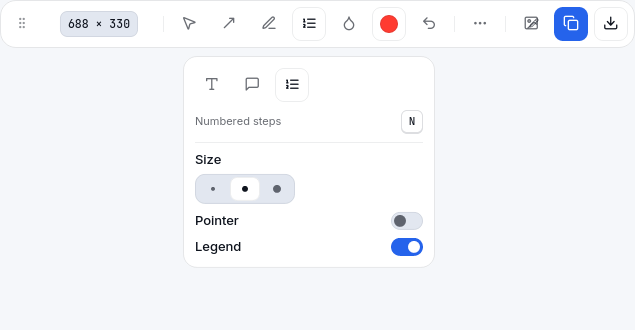 688 × 330
Numbered steps
N
Size
Pointer
Legend